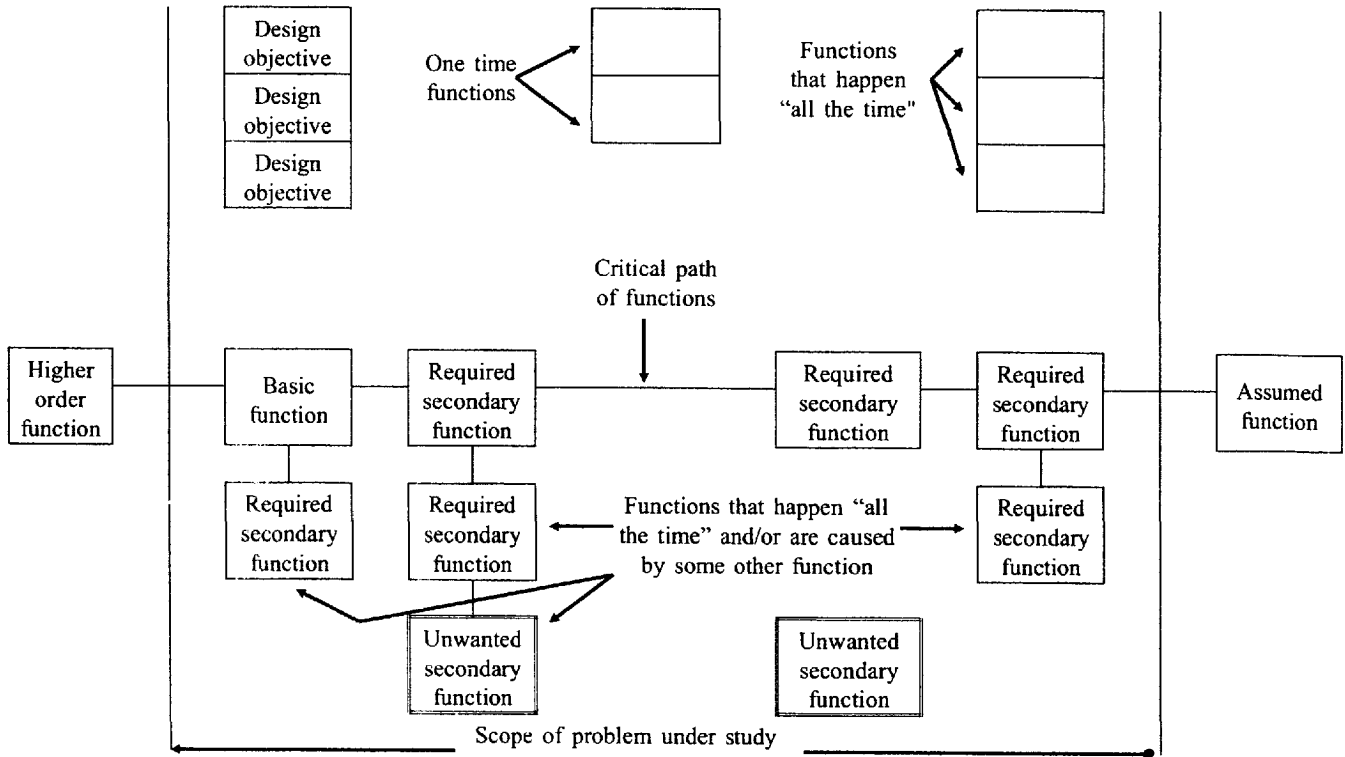 Design
objective
Design
objective
Design
objective
One time
functions
Functions
that happen
“all the time"
Critical path
of functions
Higher
order
function
Basic
function
Required
secondary
function
Required
secondary
function
Required
secondary
function
Assumed
function
Required
secondary
function
Required
secondary
function
Functions that happen “all
the time” and/or are caused
by some other function
Required
secondary
function
Unwanted
secondary
function
Unwanted
secondary
function
Scope of problem under study